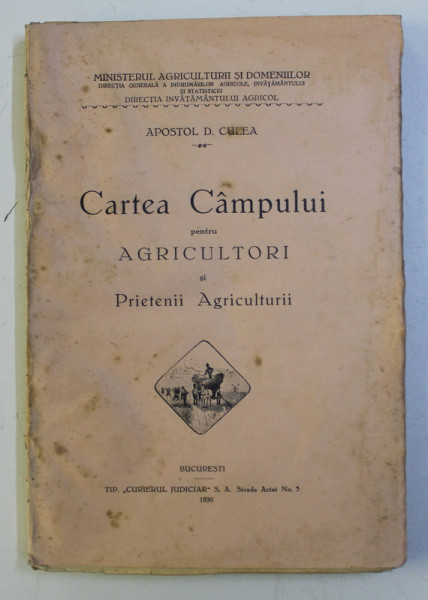 MINISTERUL AGRICULTURII ȘI DOMENIILOR
DIRECȚIA GENERALĂ A INDRUMĂRILOR AGRICOLE, INVĂȚĂMÂNTULUI
ȘI STATISTICEI
DIRECȚIA INVĂȚĂMÂNTULUI AGRICOL
APOSTOL D. CULEA
Cartea Câmpului
pentru
AGRICULTORI
și
Prietenii Agriculturii
BUCUREȘTI
TIP. „CURIERUL JUDICIAR" S. A. Strada Artei No. 5
1930